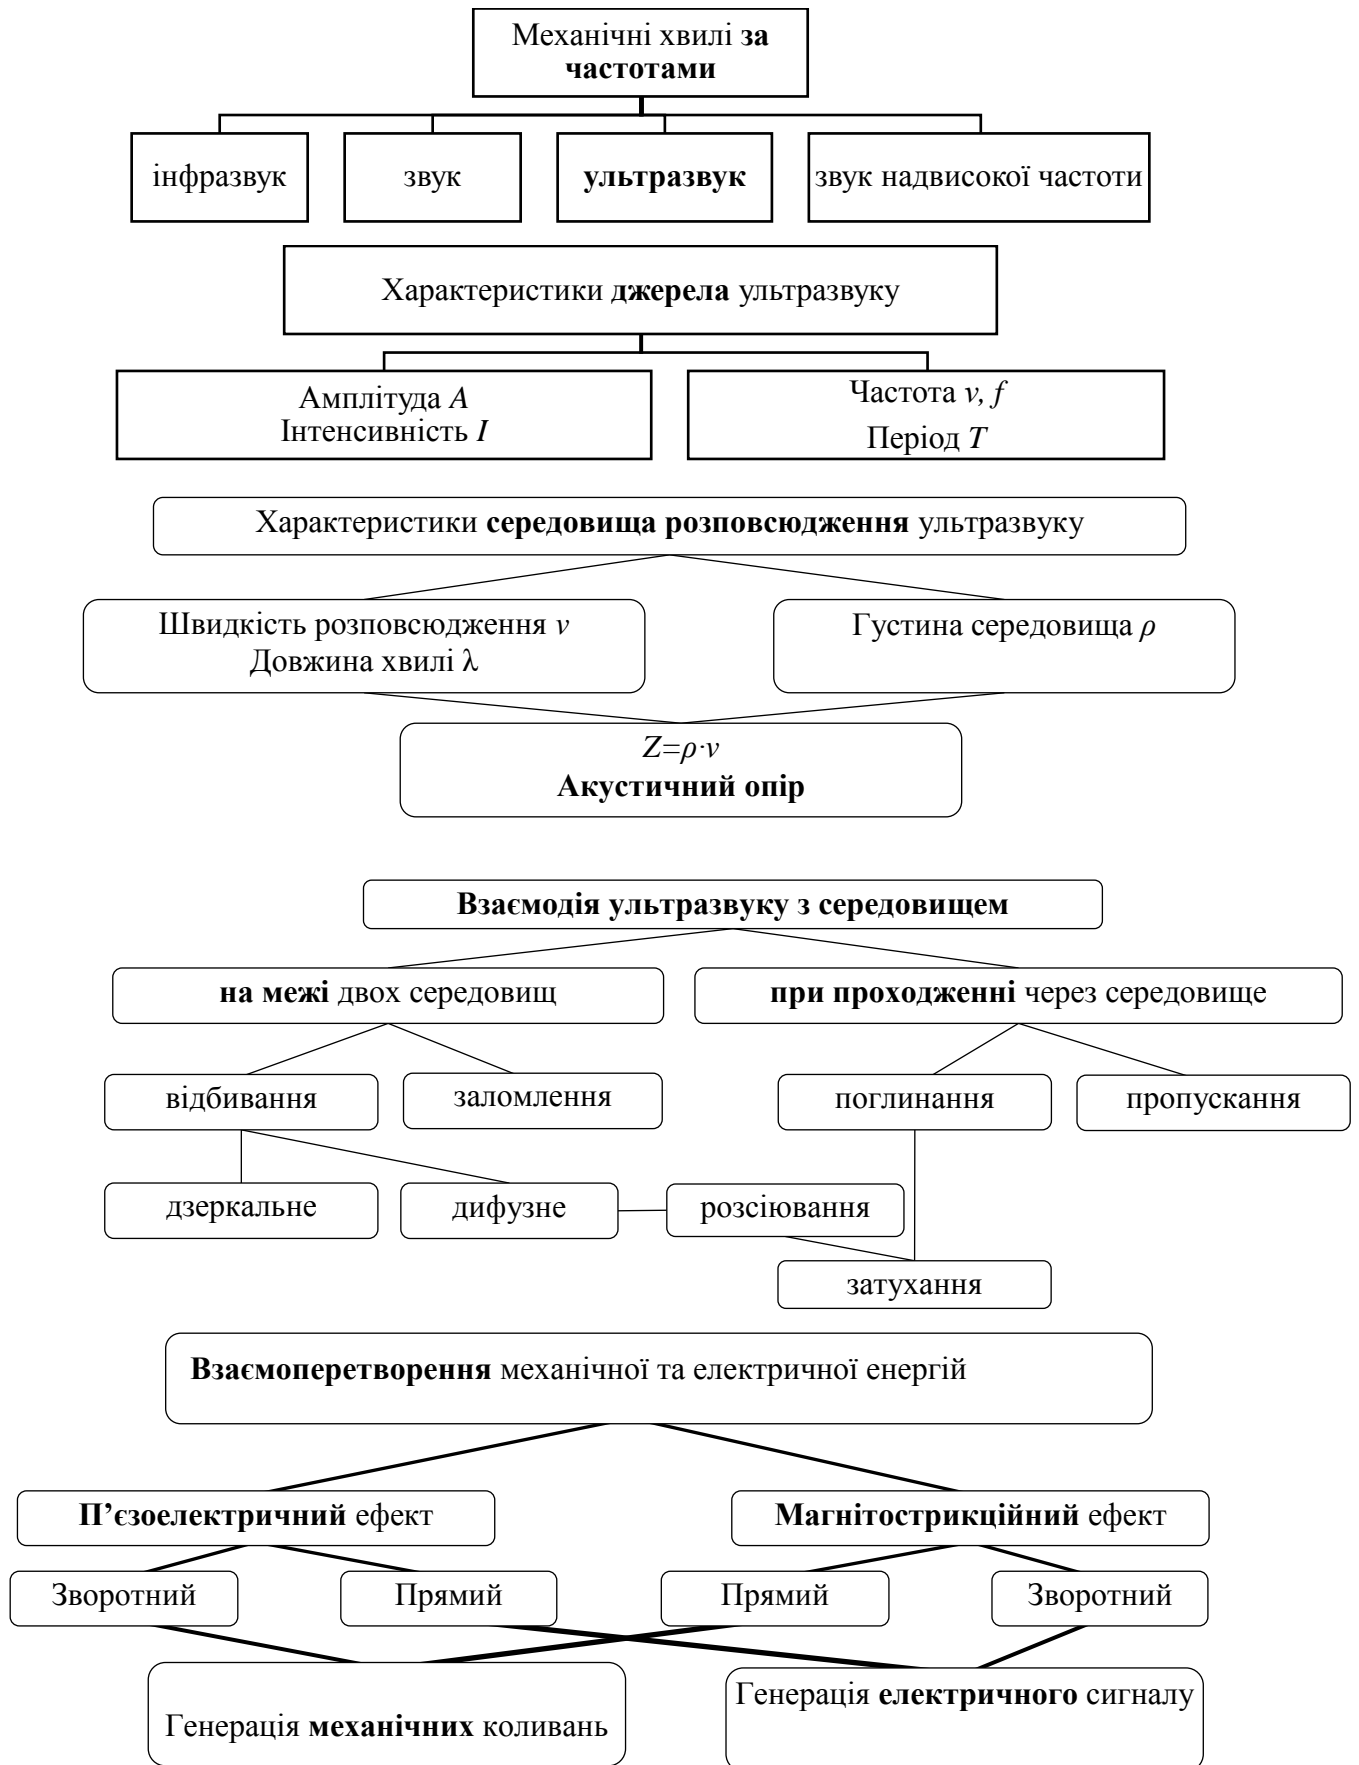 Механічні хвилі за
частотами
інфразвук
звук
ультразвук
звук надвисокої частоти
Характеристики джерела ультразвуку
Амплітуда A
Інтенсивність I
Частота ν, f
Період T
Характеристики середовища розповсюдження ультразвуку
Швидкість розповсюдження v
Довжина хвилі λ
Густина середовища ρ
Z=ρ·v
Акустичний опір
Взаємодія ультразвуку з середовищем
на межі двох середовищ
при проходженні через середовище
відбивання
заломлення
поглинання
пропускання
дзеркальне
дифузне
розсіювання
затухання
Взаємоперетворення механічної та електричної енергій
П’єзоелектричний ефект
Магнітострикційний ефект
Зворотний
Прямий
Прямий
Зворотний
Генерація механічних коливань
Генерація електричного сигналу